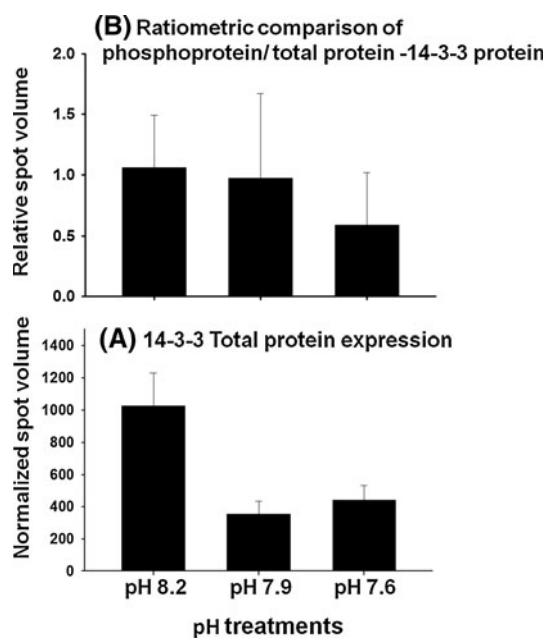 (B) Ratiometric comparison of
phosphoprotein/ total protein -14-3-3 protein
Relative spot volume
2.0
1.5
1.0
0.5
0.0
(A) 14-3-3 Total protein expression
Normalized spot volume
1400
1200
1000
800
600
400
200
0
pH 8.2 pH 7.9 pH 7.6
pH treatments